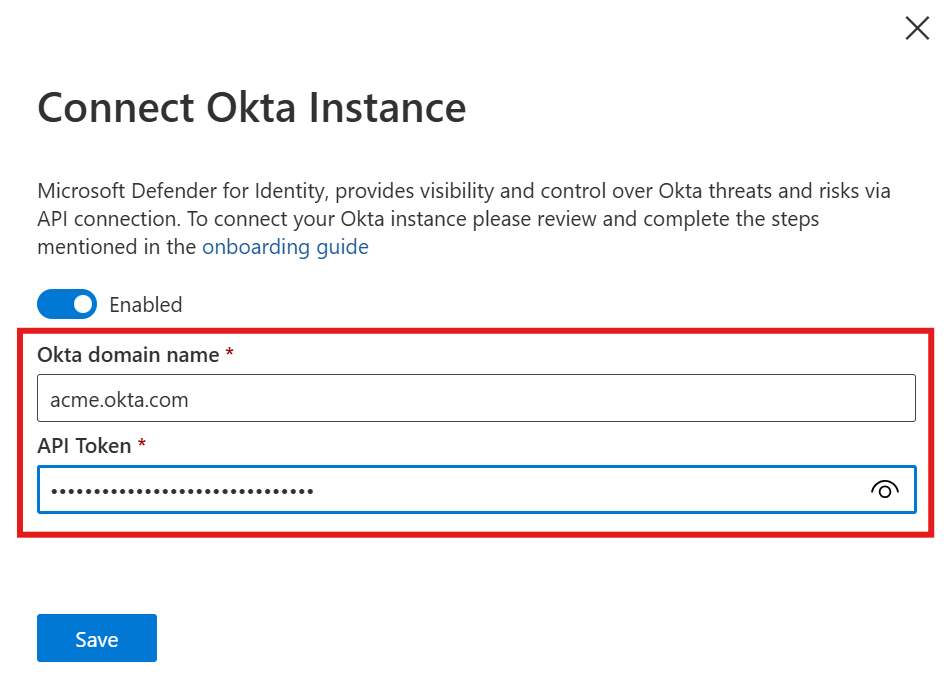 Connect Okta Instance
Microsoft Defender for Identity, provides visibility and control over Okta threats and risks via
API connection. To connect your Okta instance please review and complete the steps
mentioned in the onboarding guide
Enabled
Okta domain name *
acme.okta.com
API Token *
•••••••••••••••••••••••••••••••
Save